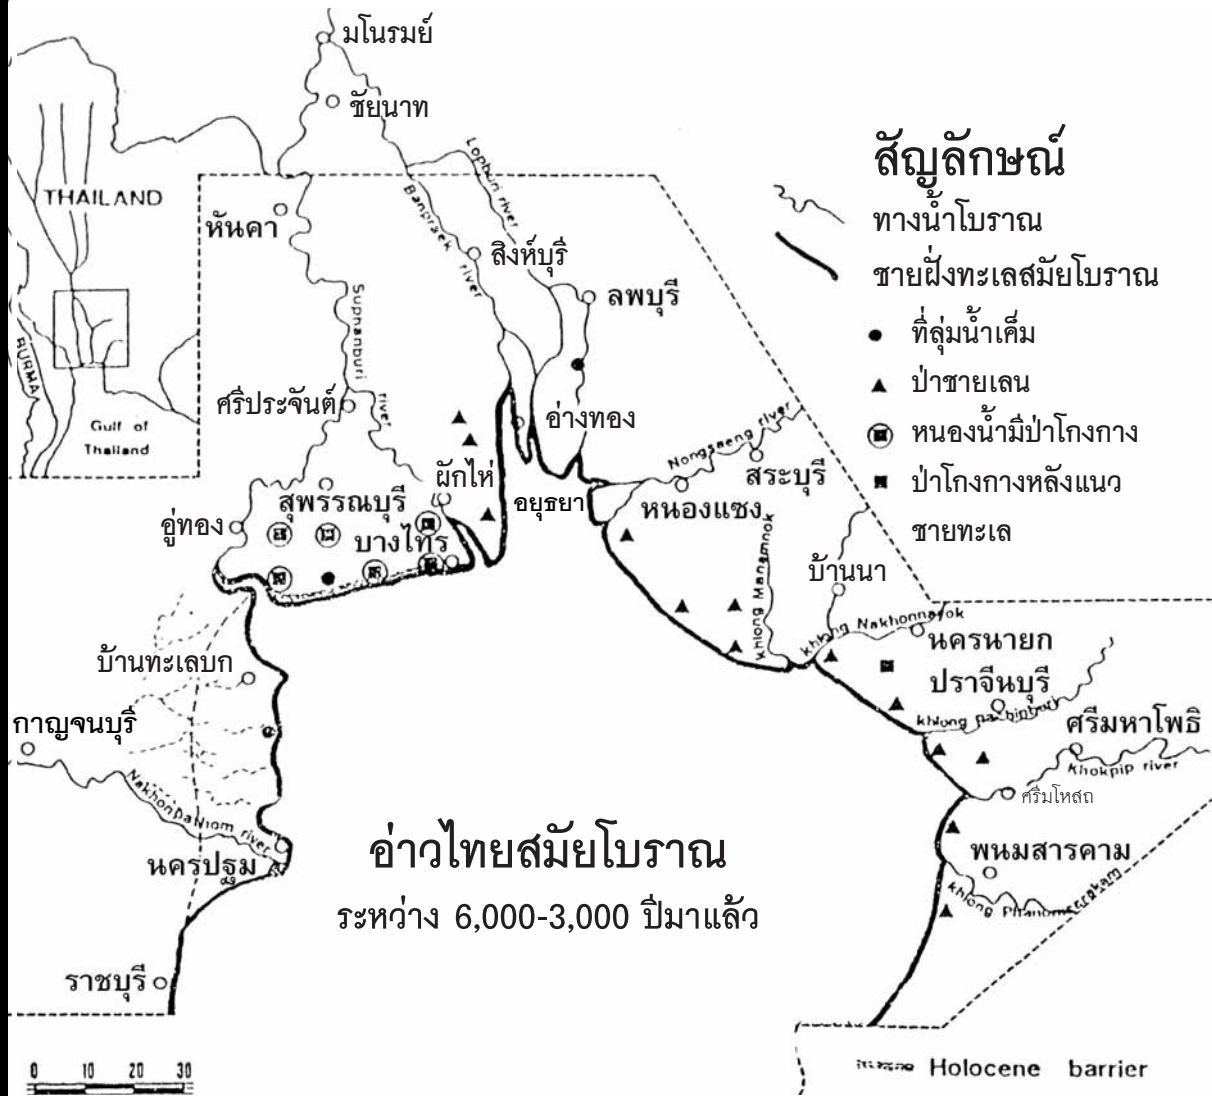 มโนรมย์
ชัยนาท
THAILAND
หันคา
Lopburi river
Banpraek river
สิงห์บุรี
ลพบุรี
Suphanburi river
BURMA
Gulf of
Thailand
ศรีประจันต์
อ่างทอง
Nongsaeng river
สระบุรี
ผักไห่
อยุธยา
หนองแซง
สุพรรณบุรี
อู่ทอง
บางไทร
khlong Mangmnok
บ้านนา
khlong Nakhonnayok
นครนายก
บ้านทะเลบก
ปราจีนบุรี
กาญจนบุรี
ศรีมหาโพธิ
Khokpip river
ศรีมโหสถ
Nakhonpathom river
นครปฐม
พนมสารคาม
khlong Phanomsarakam
ราชบุรี
อ่าวไทยสมัยโบราณ
ระหว่าง 6,000-3,000 ปีมาแล้ว
สัญลักษณ์
ทางน้ำโบราณ
ชายฝั่งทะเลสมัยโบราณ
ที่ลุ่มน้ำเค็ม
ป่าชายเลน
หนองน้ำมีป่าโกงกาง
ป่าโกงกางหลังแนว
ชายทะเล
0 10 20 30
Holocene barrier